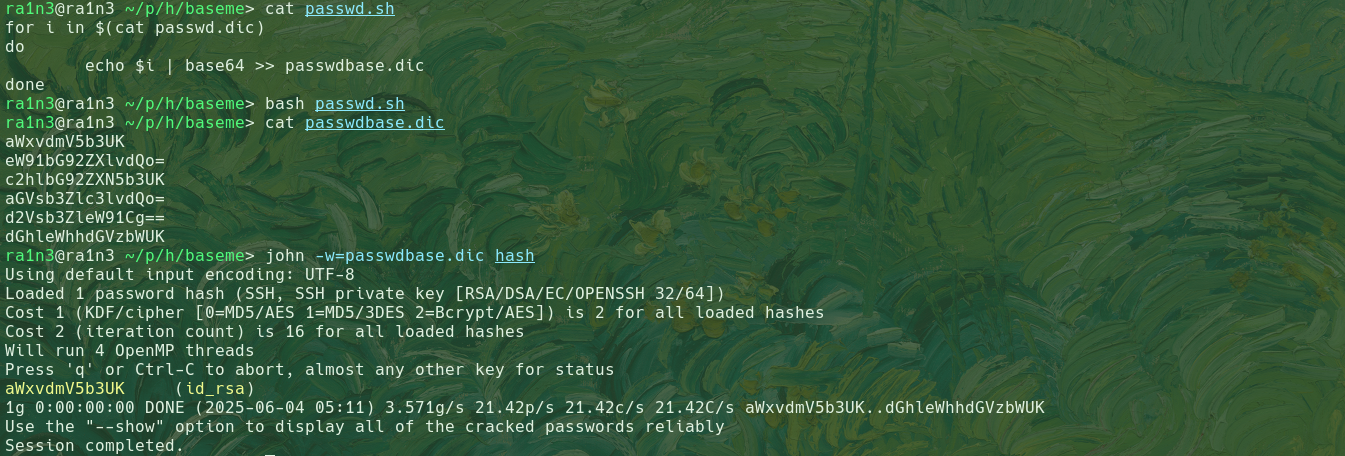 ra1n3@ra1n3 ~/p/h/baseme> cat passwd.sh
for i in $(cat passwd.dic)
do
        echo $i | base64 >> passwdbase.dic
done
ra1n3@ra1n3 ~/p/h/baseme> bash passwd.sh
ra1n3@ra1n3 ~/p/h/baseme> cat passwdbase.dic
aWxvdmV5b3UK
eW91bG92ZXlvdQo=
c2hlbG92ZXN5b3UK
aGVsb3Zlc3lvdQo=
d2Vsb3ZleW91Cg==
dGhleWhhdGVzbWUK
ra1n3@ra1n3 ~/p/h/baseme> john -w=passwdbase.dic hash
Using default input encoding: UTF-8
Loaded 1 password hash (SSH, SSH private key [RSA/DSA/EC/OPENSSH 32/64])
Cost 1 (KDF/cipher [0=MD5/AES 1=MD5/3DES 2=Bcrypt/AES]) is 2 for all loaded hashes
Cost 2 (iteration count) is 16 for all loaded hashes
Will run 4 OpenMP threads
Press 'q' or Ctrl-C to abort, almost any other key for status
aWxvdmV5b3UK     (id_rsa)
1g 0:00:00:00 DONE (2025-06-04 05:11) 3.571g/s 21.42p/s 21.42c/s 21.42C/s aWxvdmV5b3UK..dGhleWhhdGVzbWUK
Use the "--show" option to display all of the cracked passwords reliably
Session completed.